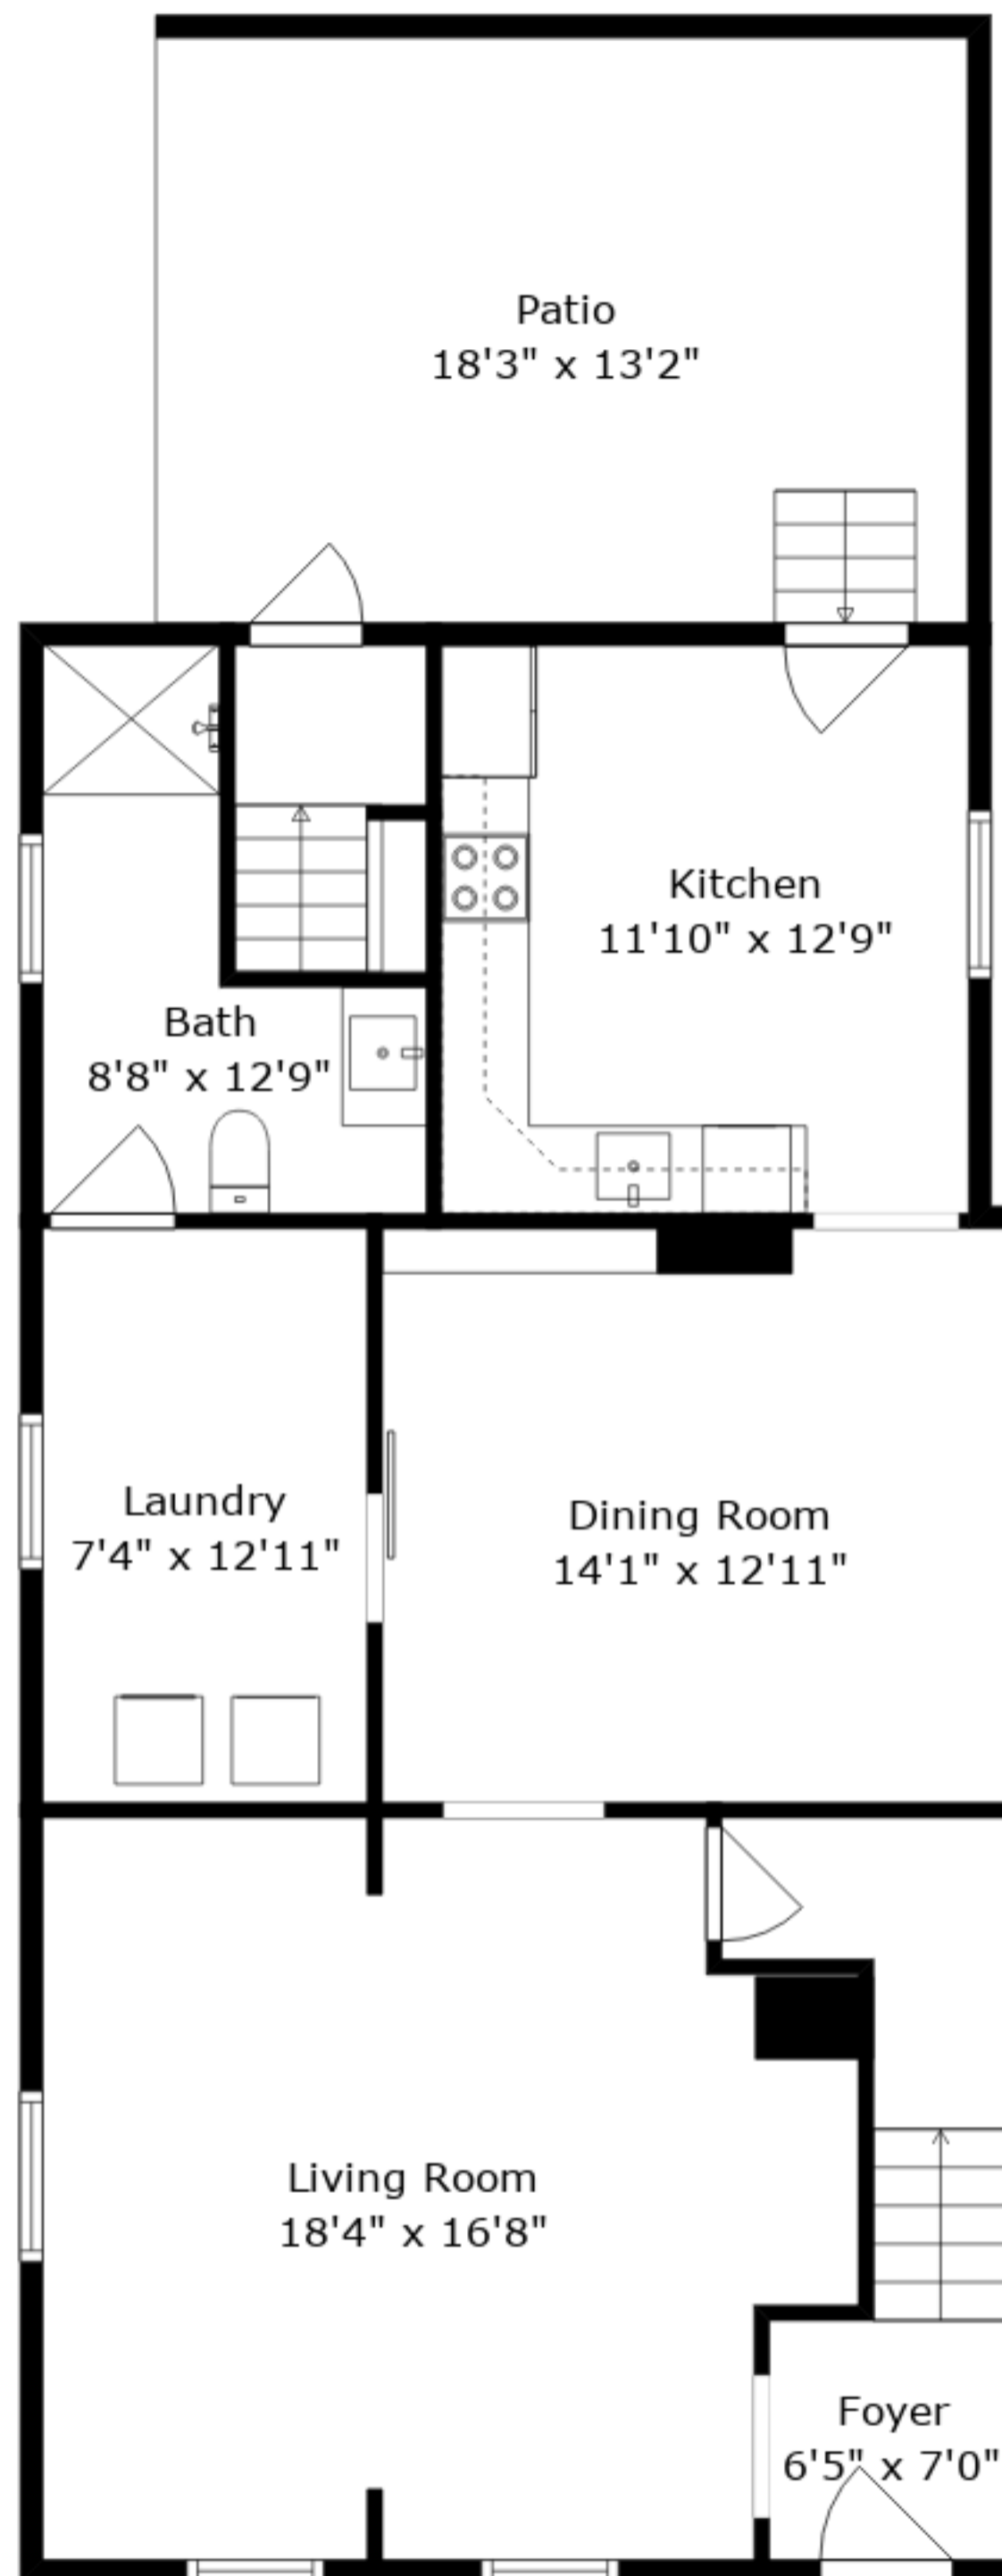 Patio
18'3" x 13'2"
Kitchen
11'10" x 12'9"
Bath
8'8" x 12'9"
Laundry
7'4" x 12'11"
Dining Room
14'1" x 12'11"
Living Room
18'4" x 16'8"
Foyer
6'5" x 7'0"